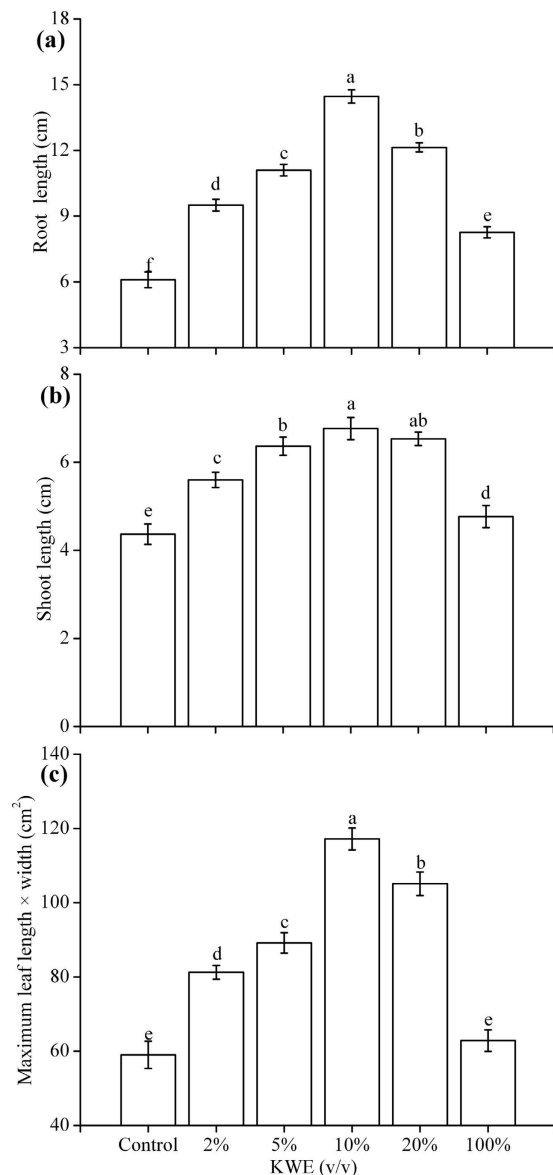 (a)
18
15
12
9
6
3
Root length (cm)
f
d
c
a
b
e
(b)
8
6
4
2
0
Shoot length (cm)
e
c
b
a
ab
d
(c)
140
120
100
80
60
40
Maximum leaf length × width (cm²)
e
d
c
a
b
e
Control 2% 5% 10% 20% 100%
KWE (v/v)